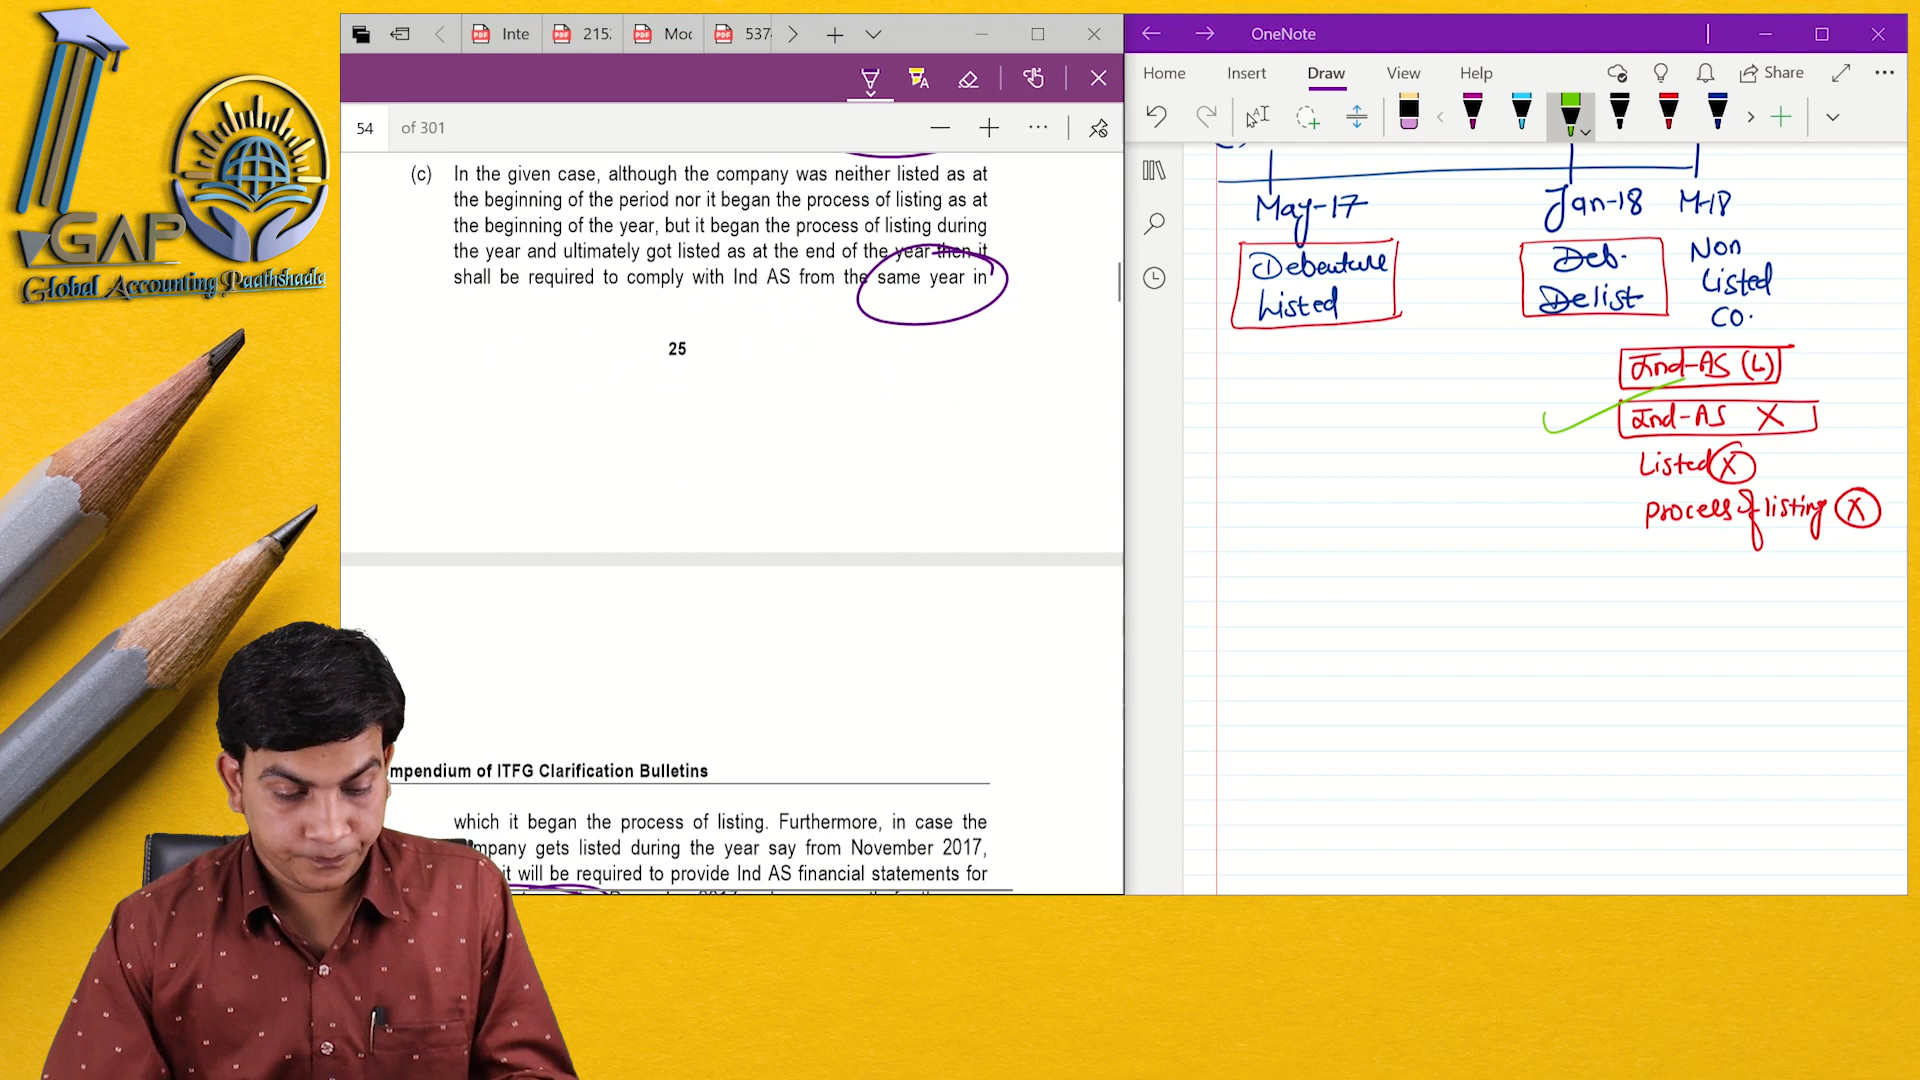 GAP
Global Accounting Paathshaala
Inte
215
Moc
537
54 of 301
(c) In the given case, although the company was neither listed as at
the beginning of the period nor it began the process of listing as at
the beginning of the year, but it began the process of listing during
the year and ultimately got listed as at the end of the year then it
shall be required to comply with Ind AS from the same year in
25
mpendium of ITFG Clarification Bulletins
which it began the process of listing. Furthermore, in case the
mpany gets listed during the year say from November 2017,
it will be required to provide Ind AS financial statements for
OneNote
Home Insert Draw View Help Share
May-17 Jan-18 M-18
Debenture
Listed
Deb.
Delist
Non
Listed
CO.
Ind-AS (L)
Ind-AS X
Listed X
process of listing X